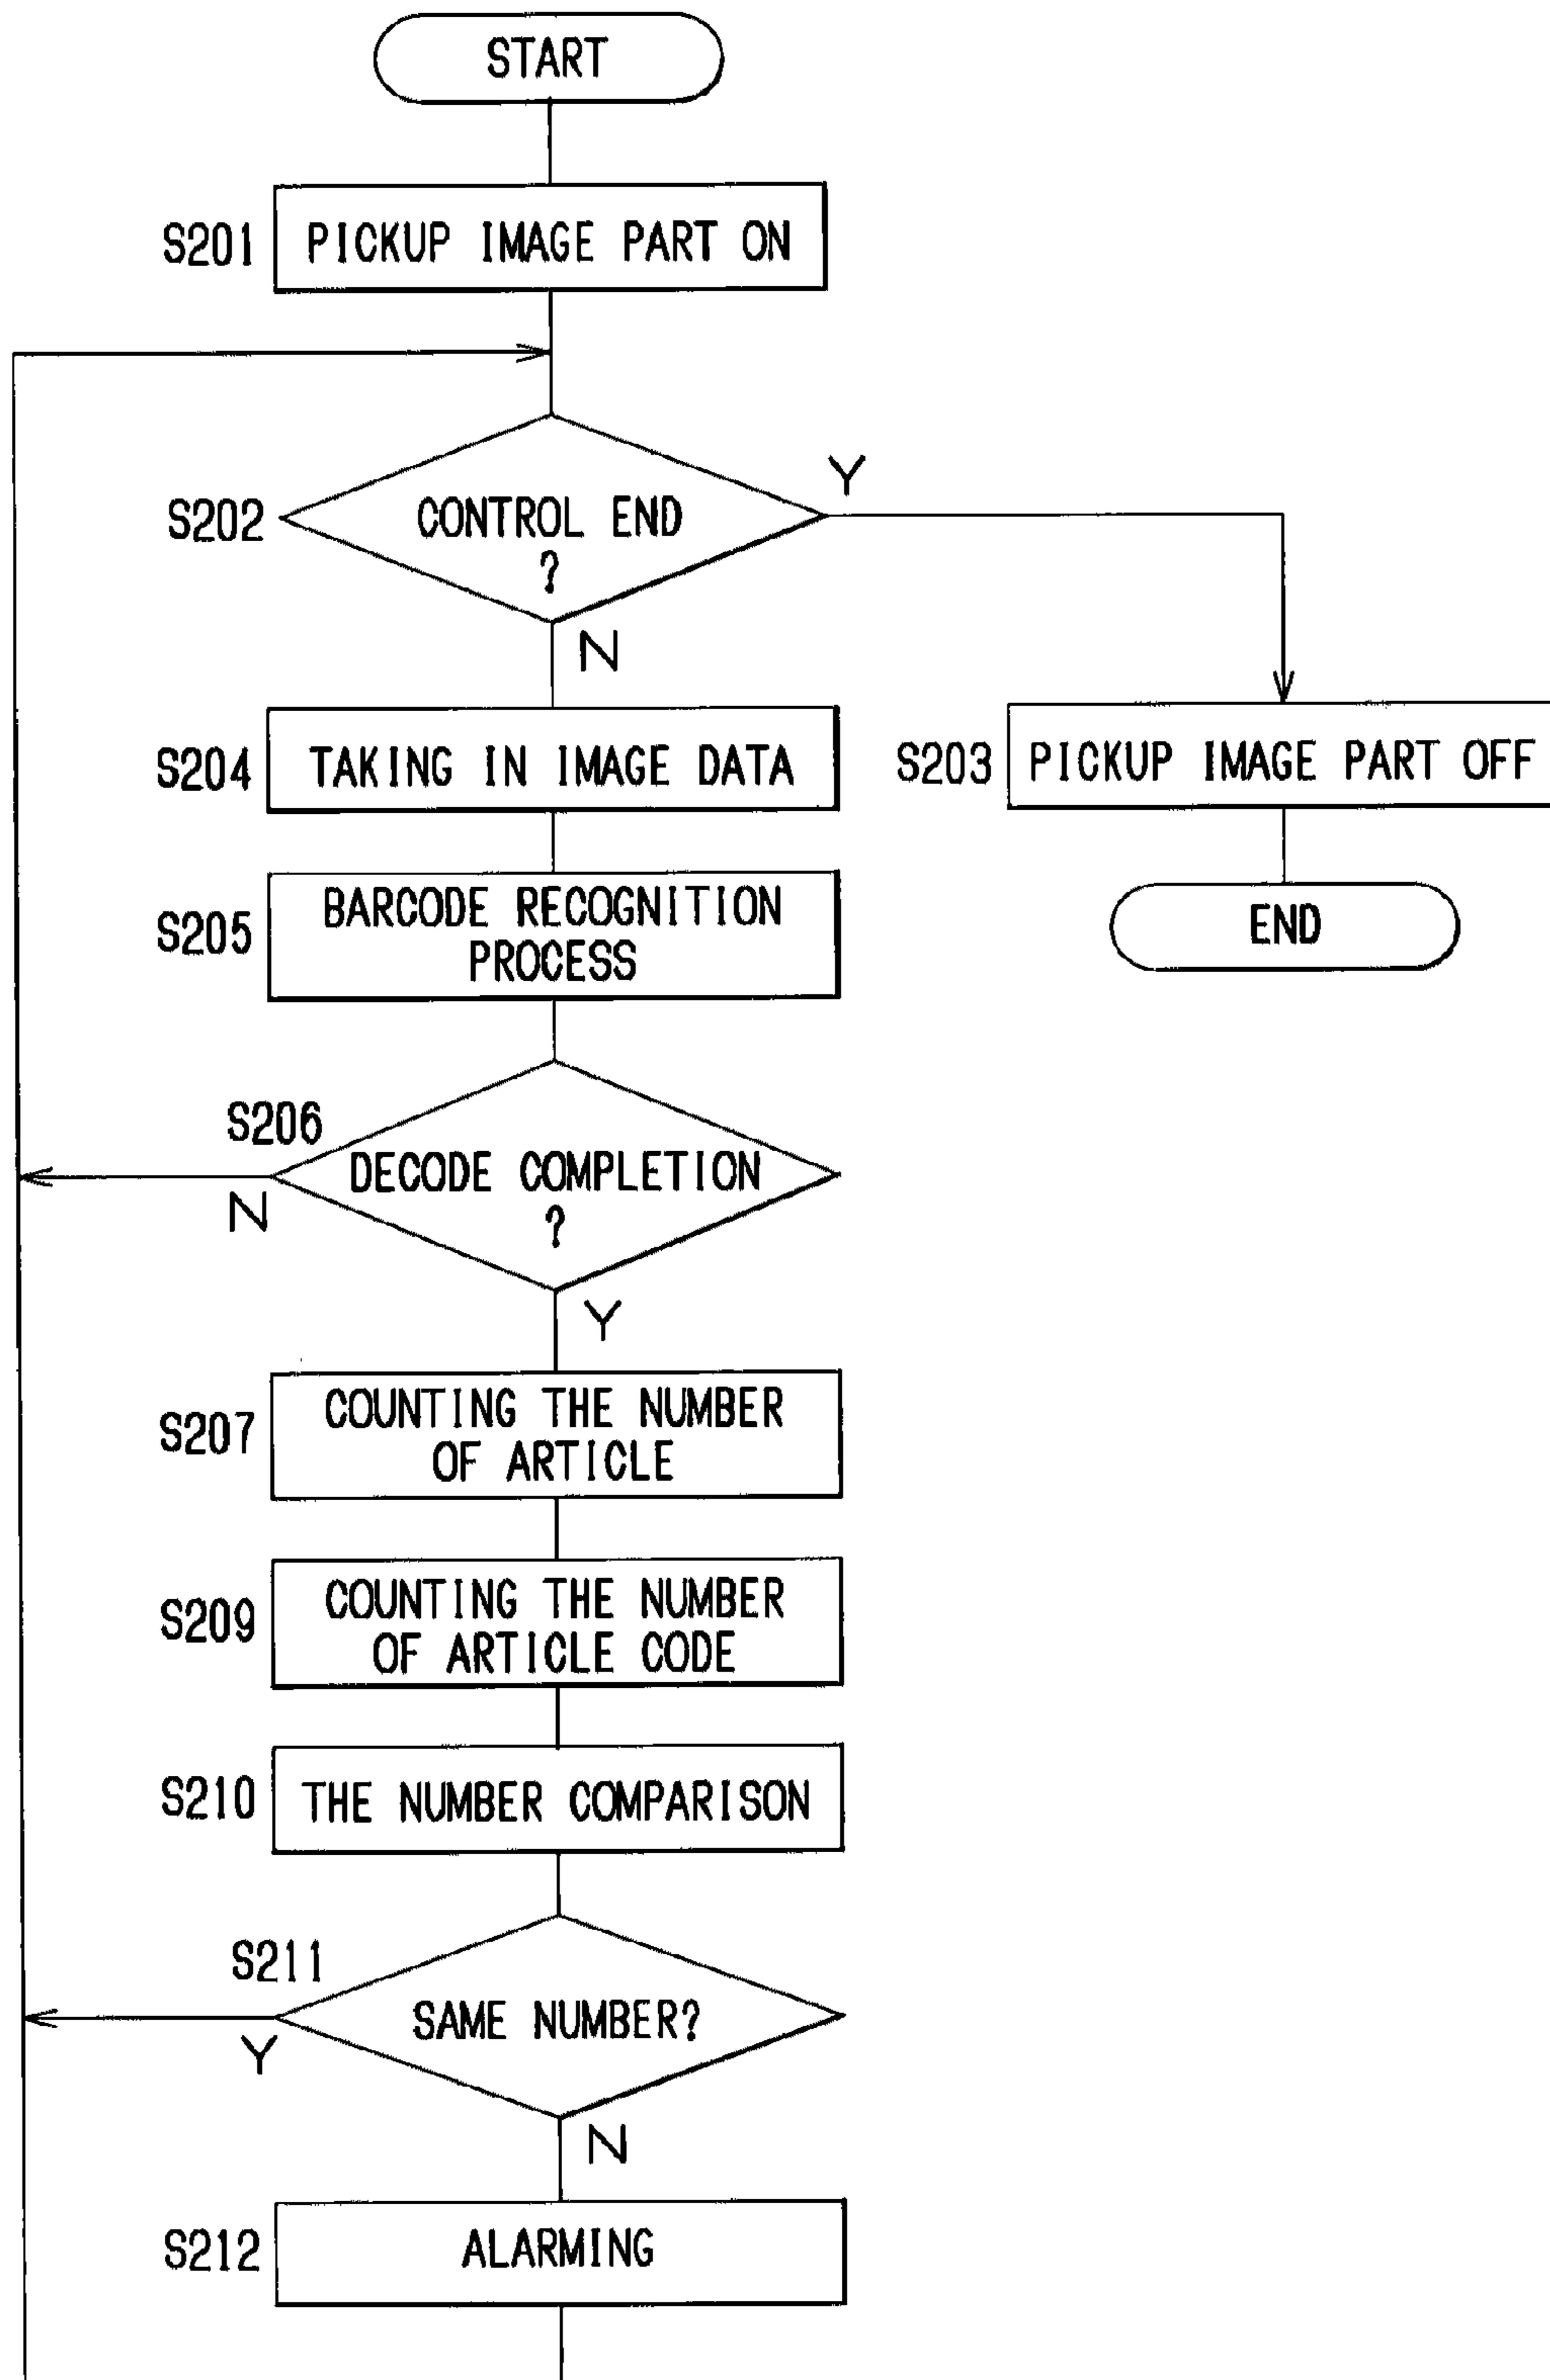 START
S201
PICKUP IMAGE PART ON
S202
CONTROL END
?
Y
N
S204
TAKING IN IMAGE DATA
S203
PICKUP IMAGE PART OFF
S205
BARCODE RECOGNITION
PROCESS
END
S206
DECODE COMPLETION
?
N
Y
S207
COUNTING THE NUMBER
OF ARTICLE
S209
COUNTING THE NUMBER
OF ARTICLE CODE
S210
THE NUMBER COMPARISON
S211
SAME NUMBER?
Y
N
S212
ALARMING